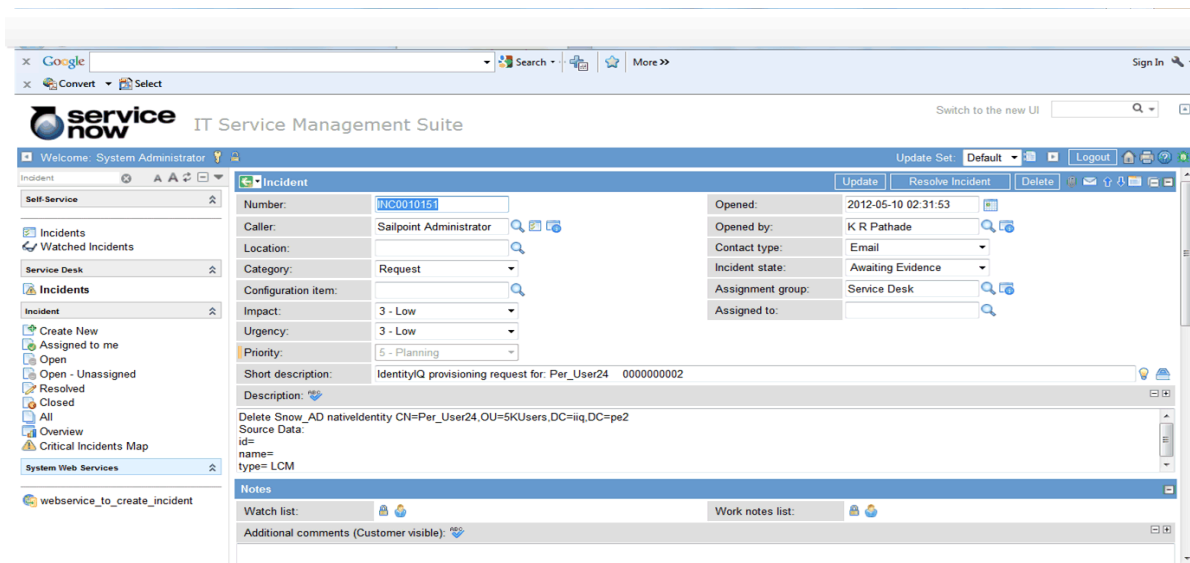 x Google Search More >> Sign In
x Convert Select
service now IT Service Management Suite Switch to the new UI
Welcome: System Administrator Update Set: Default Logout
Incident A A
Incident Update Resolve Incident Delete
Self-Service
Incidents
Watched Incidents
Service Desk
Incidents
Incident
Create New
Assigned to me
Open
Open - Unassigned
Resolved
Closed
All
Overview
Critical Incidents Map
System Web Services
webservice_to_create_incident
Number: INC0010151 Opened: 2012-05-10 02:31:53
Caller: Sailpoint Administrator Opened by: K R Pathade
Location: Contact type: Email
Category: Request Incident state: Awaiting Evidence
Configuration item: Assignment group: Service Desk
Impact: 3 - Low Assigned to:
Urgency: 3 - Low
Priority: 5 - Planning
Short description: IdentityIQ provisioning request for: Per_User24 0000000002
Description:
Delete Snow_AD nativeIdentity CN=Per_User24,OU=5KUsers,DC=iiq,DC=pe2
Source Data:
id=
name=
type= LCM
Notes
Watch list: Work notes list:
Additional comments (Customer visible):